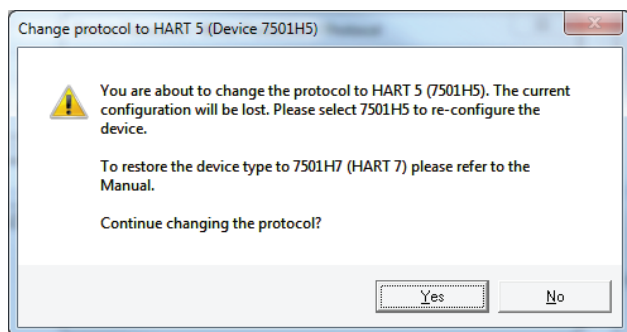 Change protocol to HART 5 (Device 7501H5)
You are about to change the protocol to HART 5 (7501H5). The current
configuration will be lost. Please select 7501H5 to re-configure the
device.
To restore the device type to 7501H7 (HART 7) please refer to the
Manual.
Continue changing the protocol?
Yes
No